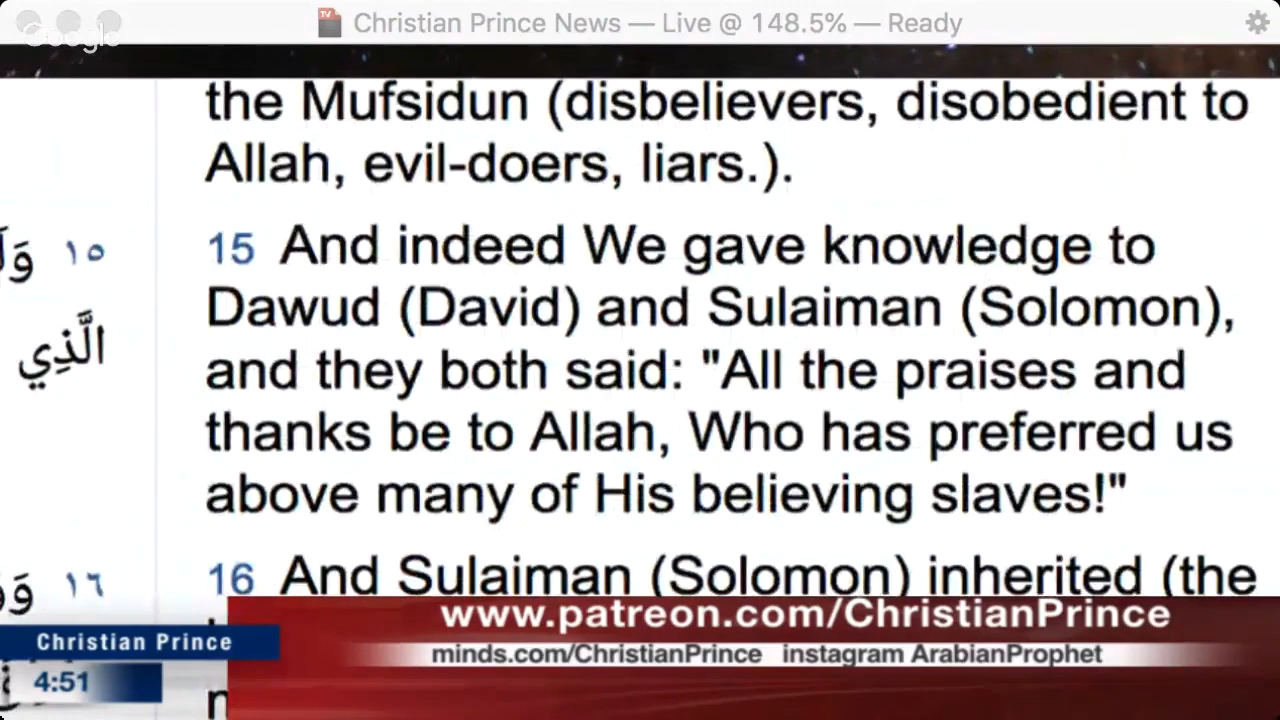 Christian Prince News — Live @ 148.5% — Ready
Google
the Mufsidun (disbelievers, disobedient to
Allah, evil-doers, liars.).
15 And indeed We gave knowledge to
Dawud (David) and Sulaiman (Solomon),
and they both said: "All the praises and
thanks be to Allah, Who has preferred us
above many of His believing slaves!"
16 And Sulaiman (Solomon) inherited (the
١٥
الَّذِي
١٦
www.patreon.com/ChristianPrince
minds.com/ChristianPrince instagram ArabianProphet
Christian Prince
4:51